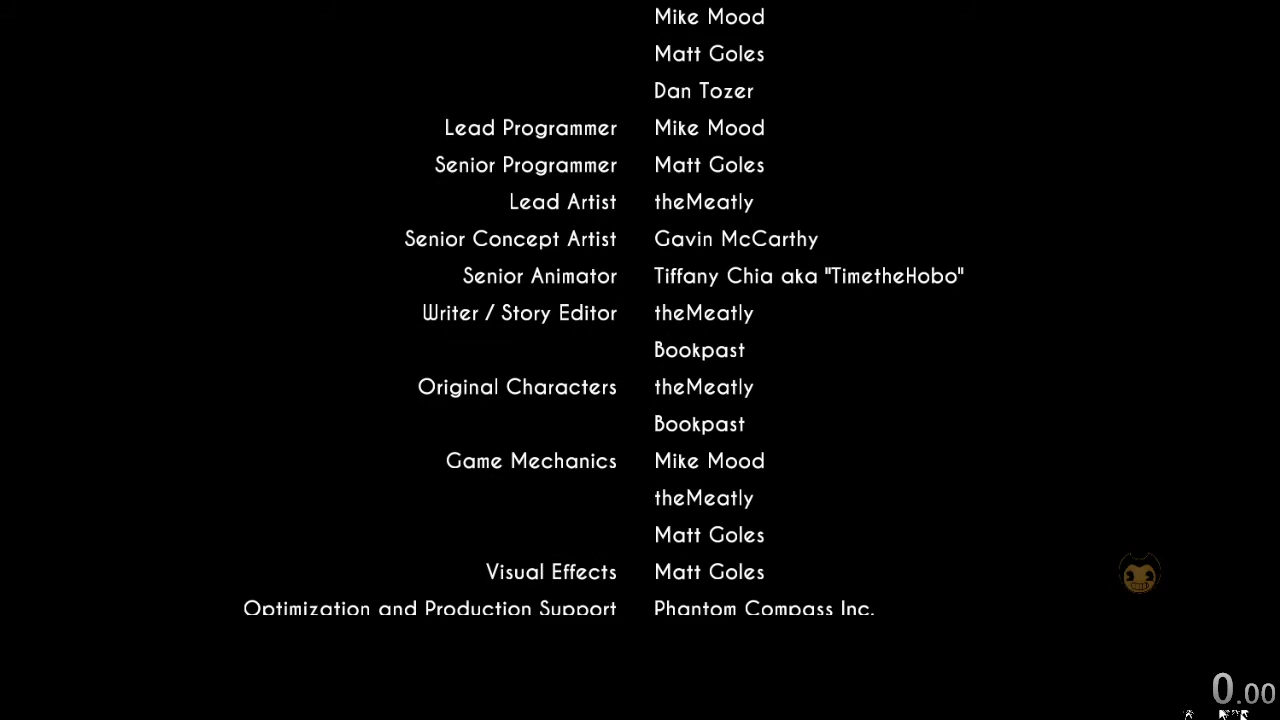 Mike Mood
Matt Goles
Dan Tozer
Lead Programmer Mike Mood
Senior Programmer Matt Goles
Lead Artist theMeatly
Senior Concept Artist Gavin McCarthy
Senior Animator Tiffany Chia aka "TimetheHobo"
Writer / Story Editor theMeatly
Bookpast
Original Characters theMeatly
Bookpast
Game Mechanics Mike Mood
theMeatly
Matt Goles
Visual Effects Matt Goles
Optimization and Production Support Phantom Compass Inc.
0.00